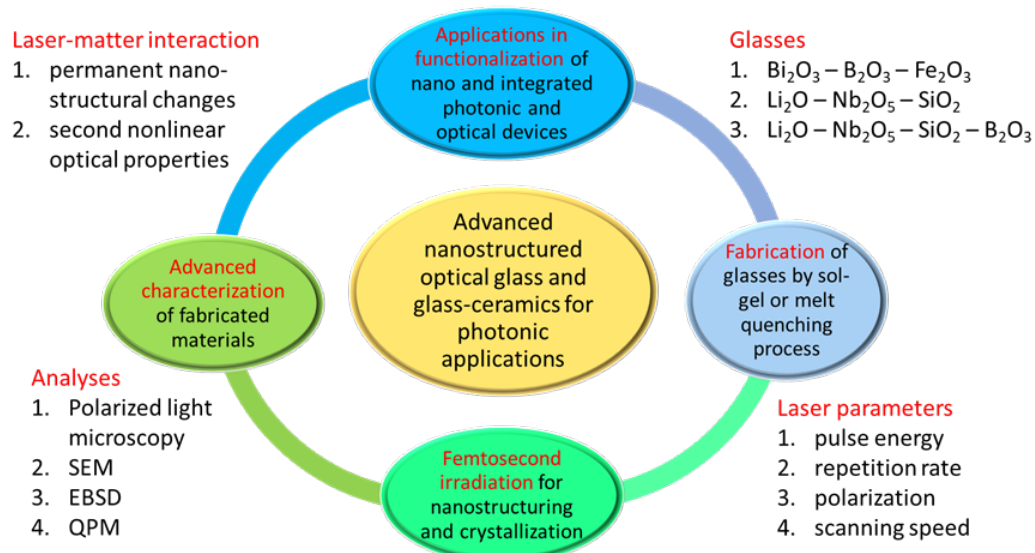 Laser-matter interaction
1. permanent nano-
structural changes
2. second nonlinear
optical properties
Applications in
functionalization of
nano and integrated
photonic and
optical devices
Glasses
1. Bi₂O₃ – B₂O₃ – Fe₂O₃
2. Li₂O – Nb₂O₅ – SiO₂
3. Li₂O – Nb₂O₅ – SiO₂ – B₂O₃
Advanced
characterization
of fabricated
materials
Advanced
nanostructured
optical glass and
glass-ceramics for
photonic
applications
Fabrication of
glasses by sol-
gel or melt
quenching
process
Analyses
1. Polarized light
microscopy
2. SEM
3. EBSD
4. QPM
Femtosecond
irradiation for
nanostructuring
and crystallization
Laser parameters
1. pulse energy
2. repetition rate
3. polarization
4. scanning speed